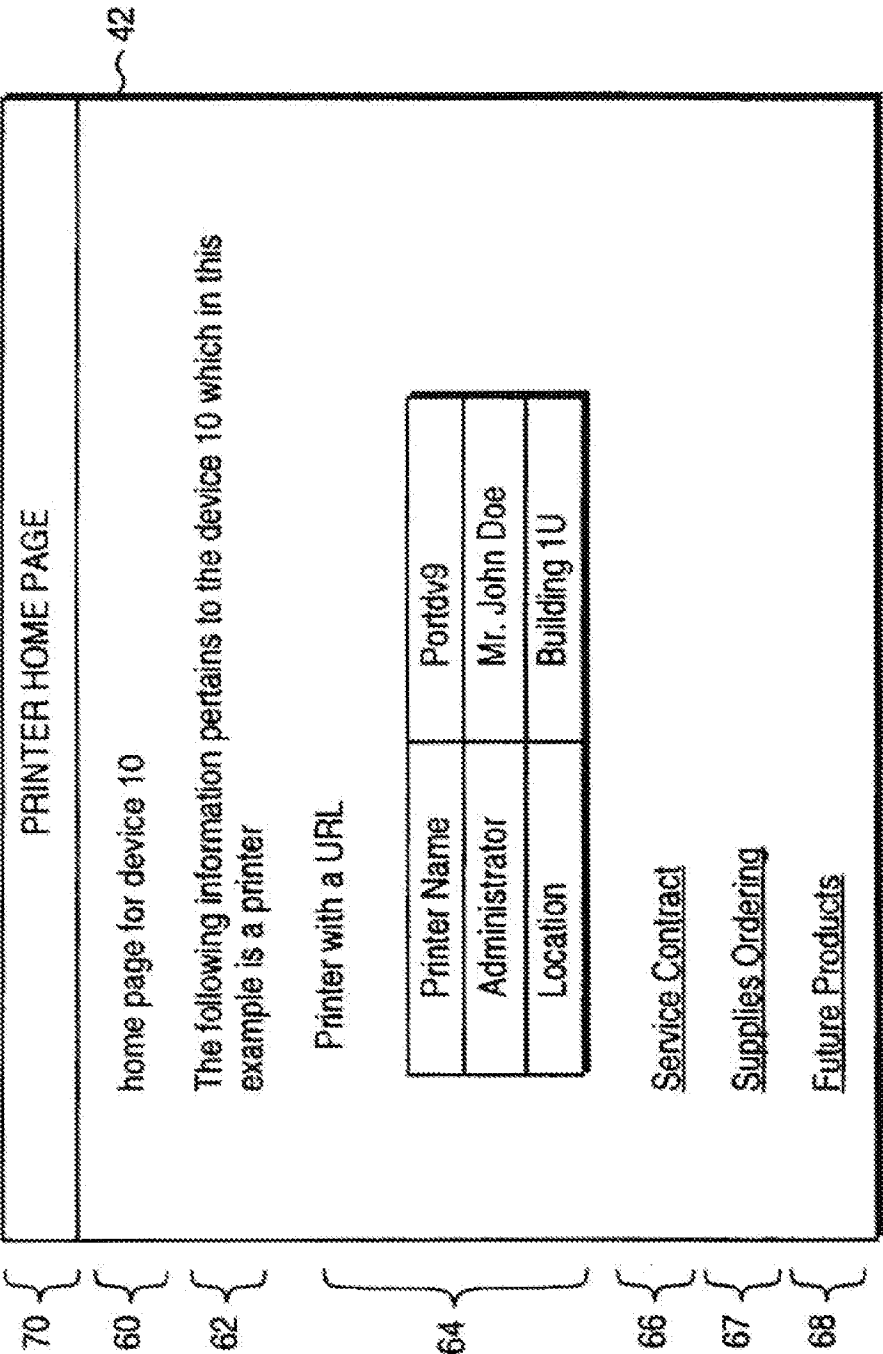 42
70 PRINTER HOME PAGE
60 home page for device 10
62 The following information pertains to the device 10 which in this
example is a printer
64 Printer with a URL
Printer Name Portdv9
Administrator Mr. John Doe
Location Building 1U
66 Service Contract
67 Supplies Ordering
68 Future Products